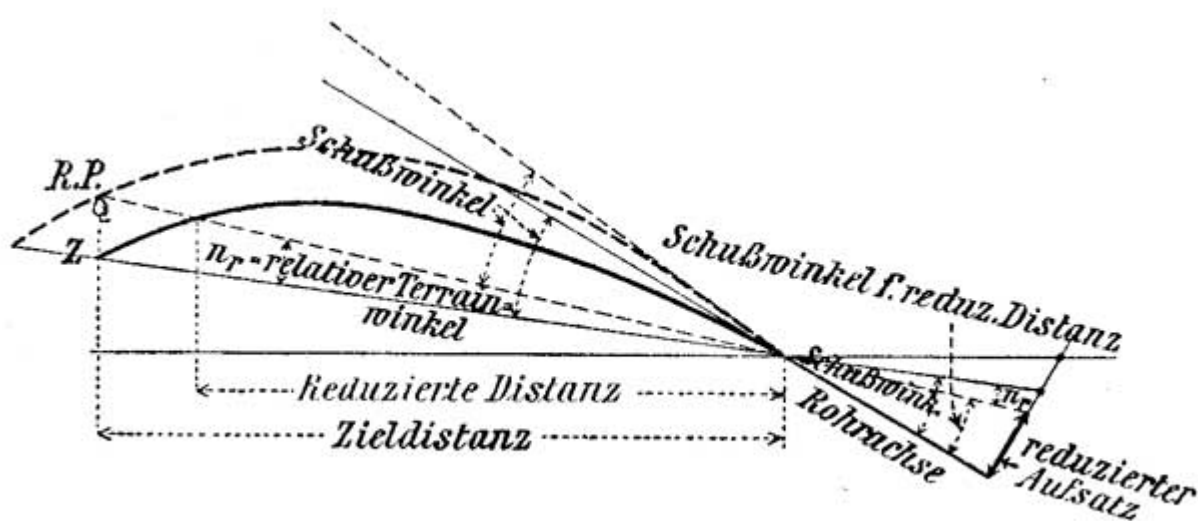 R.P.
Schußwinkel
Z
n_r = relativer Terrain=
winkel
Schußwinkel f. reduz. Distanz
Schußwink.
n_r
Rohrachse
reduzierter
Aufsatz
Reduzierte Distanz
Zieldistanz